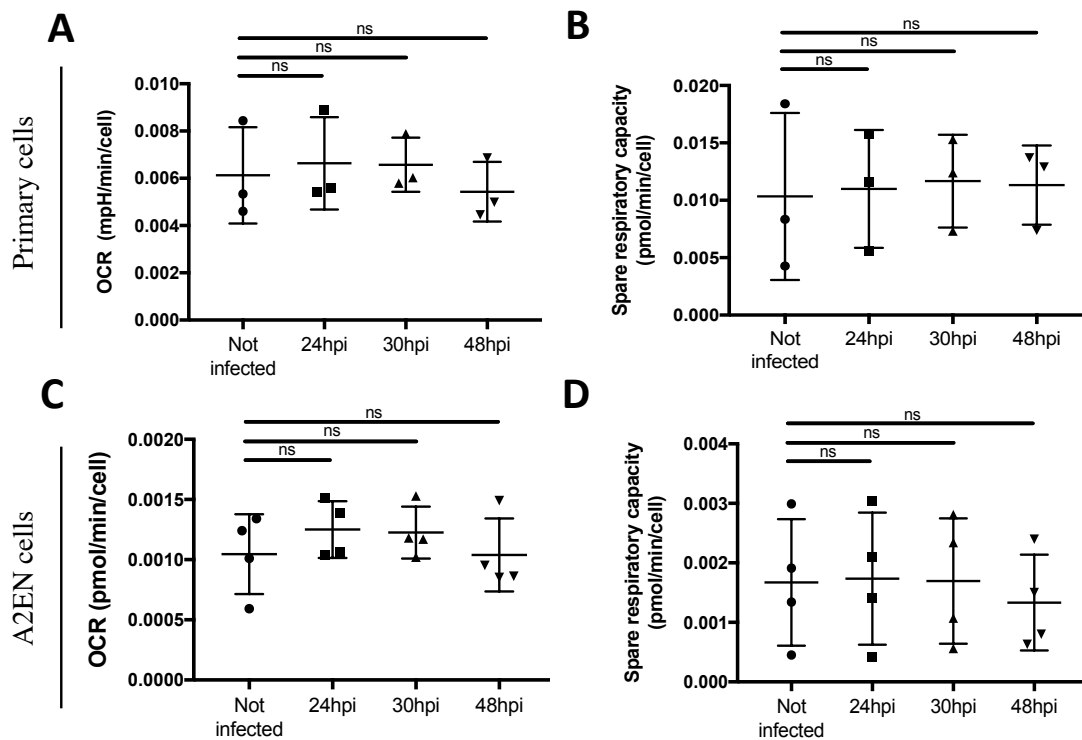 A
ns
ns
ns
Primary cells
OCR (mpH/min/cell)
0.010
0.008
0.006
0.004
0.002
0.000
Not infected
24hpi
30hpi
48hpi
B
ns
ns
ns
Spare respiratory capacity
(pmol/min/cell)
0.020
0.015
0.010
0.005
0.000
Not
infected
24hpi
30hpi
48hpi
C
ns
ns
ns
A2EN cells
OCR (pmol/min/cell)
0.0020
0.0015
0.0010
0.0005
0.0000
Not
infected
24hpi
30hpi
48hpi
D
ns
ns
ns
Spare respiratory capacity
(pmol/min/cell)
0.004
0.003
0.002
0.001
0.000
Not
infected
24hpi
30hpi
48hpi